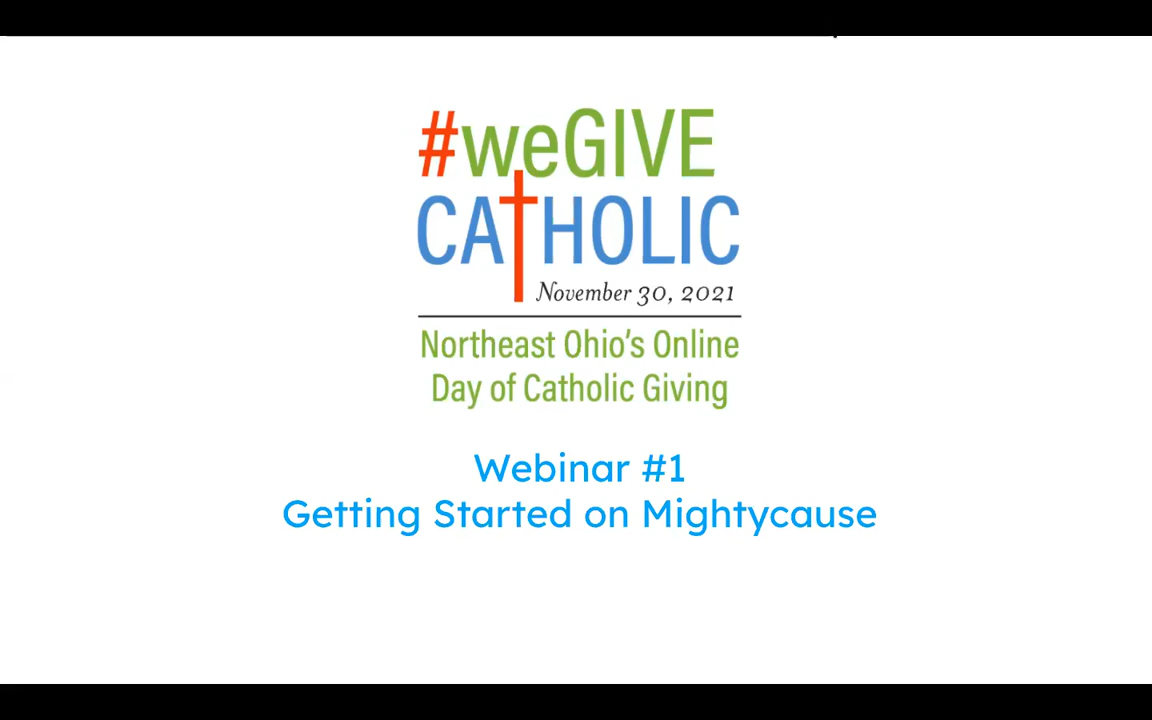 #weGIVE
CATHOLIC
November 30, 2021
Northeast Ohio's Online
Day of Catholic Giving
Webinar #1
Getting Started on Mightycause